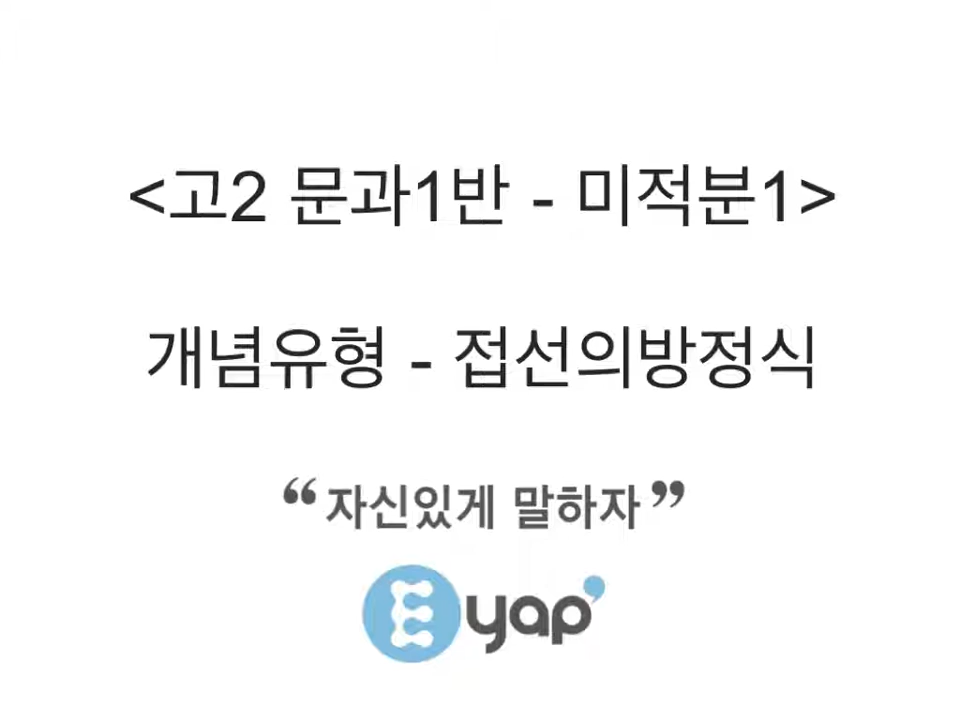 <고2 문과1반 - 미적분1>
개념유형 - 접선의방정식
“자신있게 말하자”
E yap’